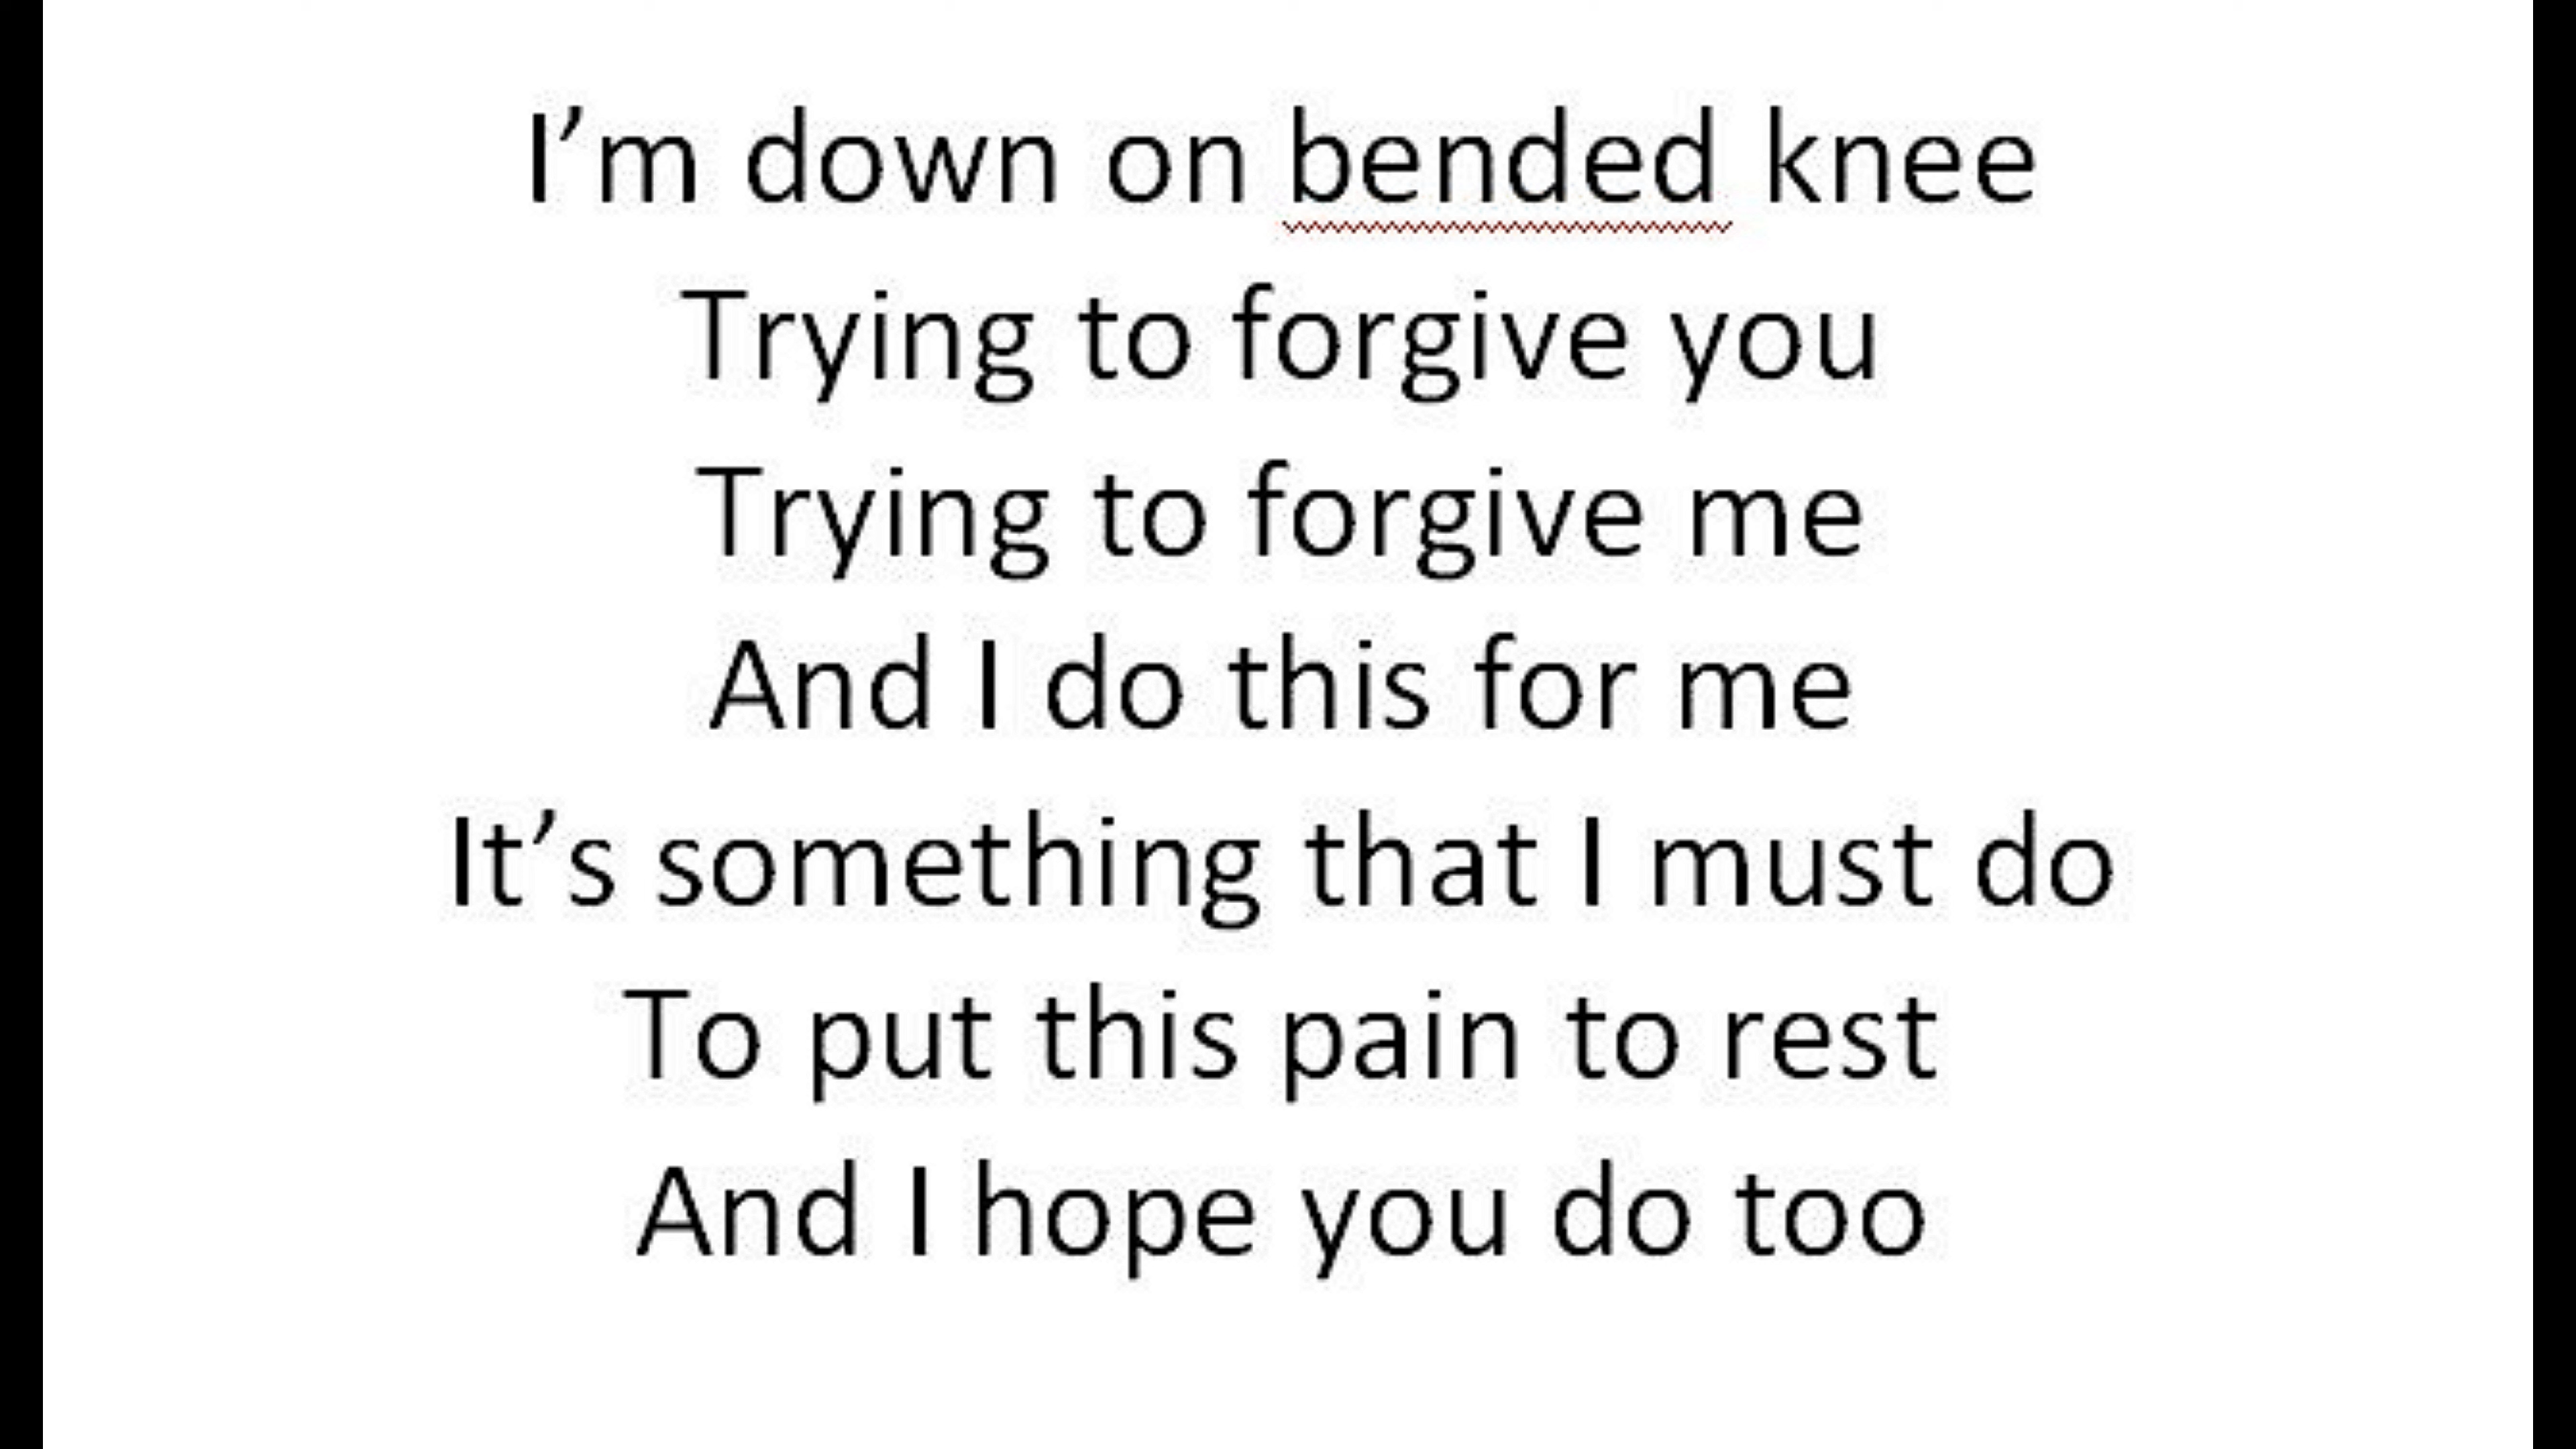 I’m down on bended knee
Trying to forgive you
Trying to forgive me
And I do this for me
It’s something that I must do
To put this pain to rest
And I hope you do too